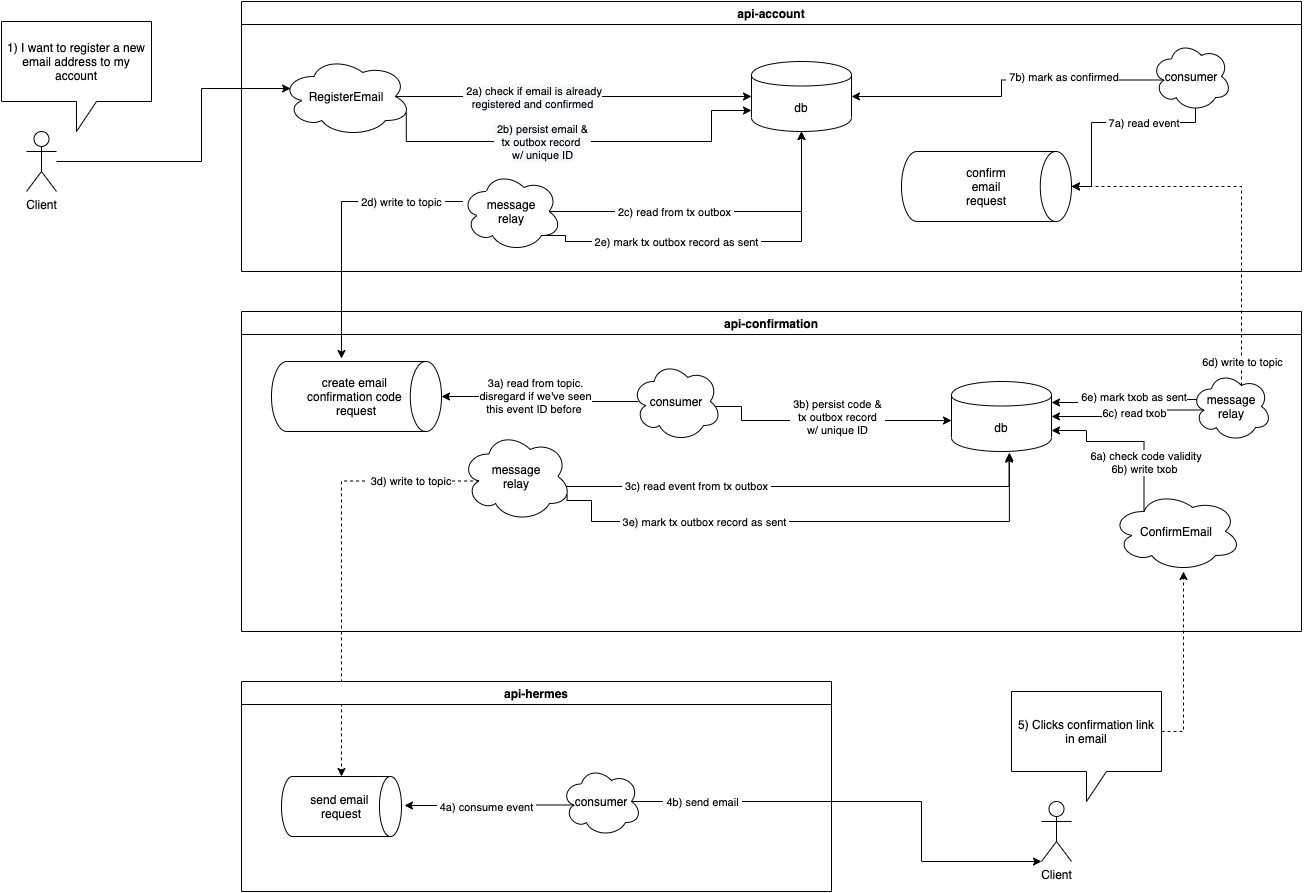 api-account
1) I want to register a new
email address to my
account
Client
RegisterEmail
2a) check if email is already
registered and confirmed
2b) persist email &
tx outbox record
w/ unique ID
db
7b) mark as confirmed
consumer
7a) read event
confirm
email
request
2d) write to topic
message
relay
2c) read from tx outbox
2e) mark tx outbox record as sent
api-confirmation
create email
confirmation code
request
3a) read from topic.
disregard if we've seen
this event ID before
consumer
3b) persist code &
tx outbox record
w/ unique ID
db
6d) write to topic
6e) mark txob as sent
6c) read txob
message
relay
6a) check code validity
6b) write txob
ConfirmEmail
3d) write to topic
message
relay
3c) read event from tx outbox
3e) mark tx outbox record as sent
api-hermes
send email
request
4a) consume event
consumer
4b) send email
5) Clicks confirmation link
in email
Client